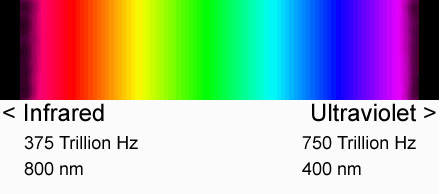 < Infrared Ultraviolet >
375 Trillion Hz 750 Trillion Hz
800 nm 400 nm